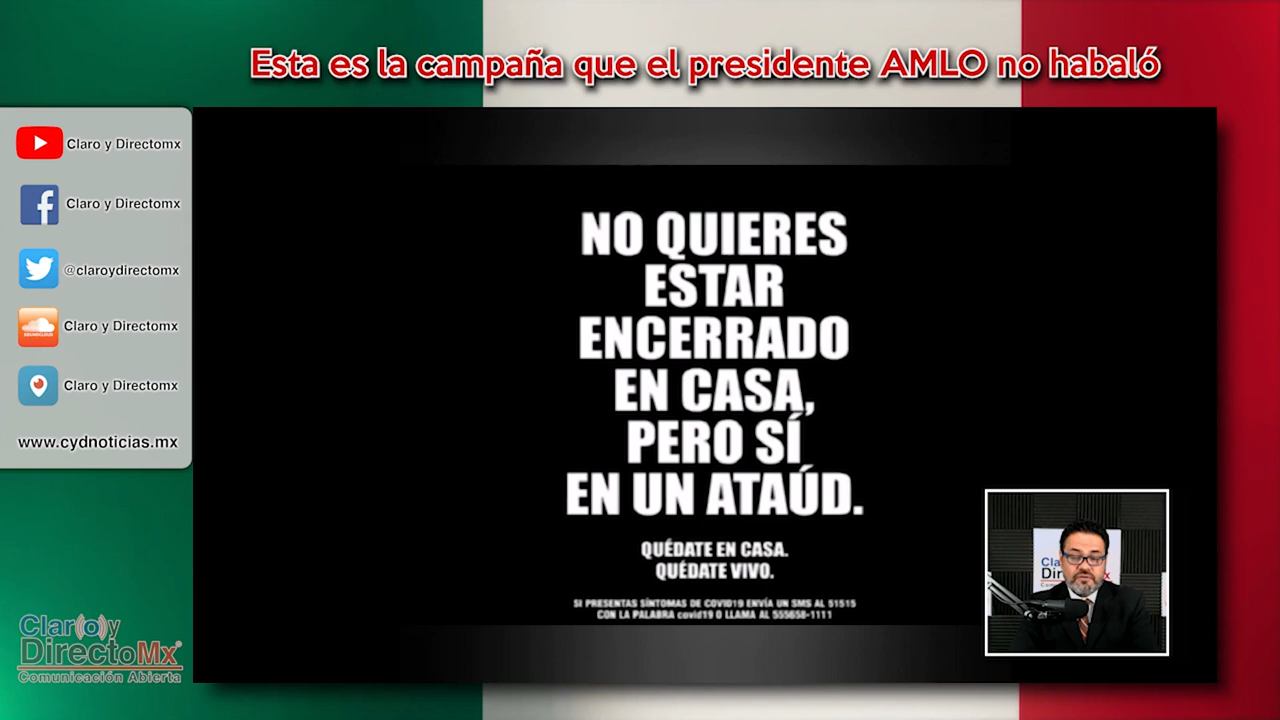 Esta es la campaña que el presidente AMLO no habaló
Claro y Directomx
Claro y Directomx
@claroydirectomx
SOUNDCLOUD
Claro y Directomx
Claro y Directomx
www.cydnoticias.mx
NO QUIERES
ESTAR
ENCERRADO
EN CASA,
PERO SÍ
EN UN ATAÚD.
QUÉDATE EN CASA.
QUÉDATE VIVO.
SI PRESENTAS SÍNTOMAS DE COVID19 ENVÍA UN SMS AL 51515
CON LA PALABRA covid19 O LLAMA AL 555658-1111
Claro y
DirectoMx
Comunicación Abierta